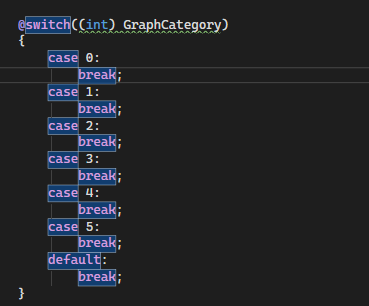 @switch((int) GraphCategory)
{
    case 0:
        break;
    case 1:
        break;
    case 2:
        break;
    case 3:
        break;
    case 4:
        break;
    case 5:
        break;
    default:
        break;
}